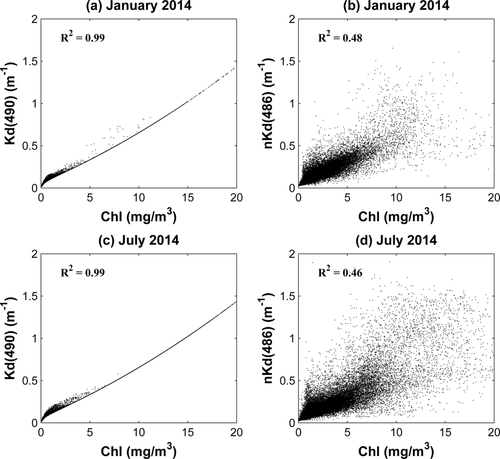 (a) January 2014
R² = 0.99
Kd(490) (m⁻¹)
2
1.5
1
0.5
0
0 5 10 15 20
Chl (mg/m³)
(b) January 2014
R² = 0.48
nKd(486) (m⁻¹)
2
1.5
1
0.5
0
0 5 10 15 20
Chl (mg/m³)
(c) July 2014
R² = 0.99
Kd(490) (m⁻¹)
2
1.5
1
0.5
0
0 5 10 15 20
Chl (mg/m³)
(d) July 2014
R² = 0.46
nKd(486) (m⁻¹)
2
1.5
1
0.5
0
0 5 10 15 20
Chl (mg/m³)